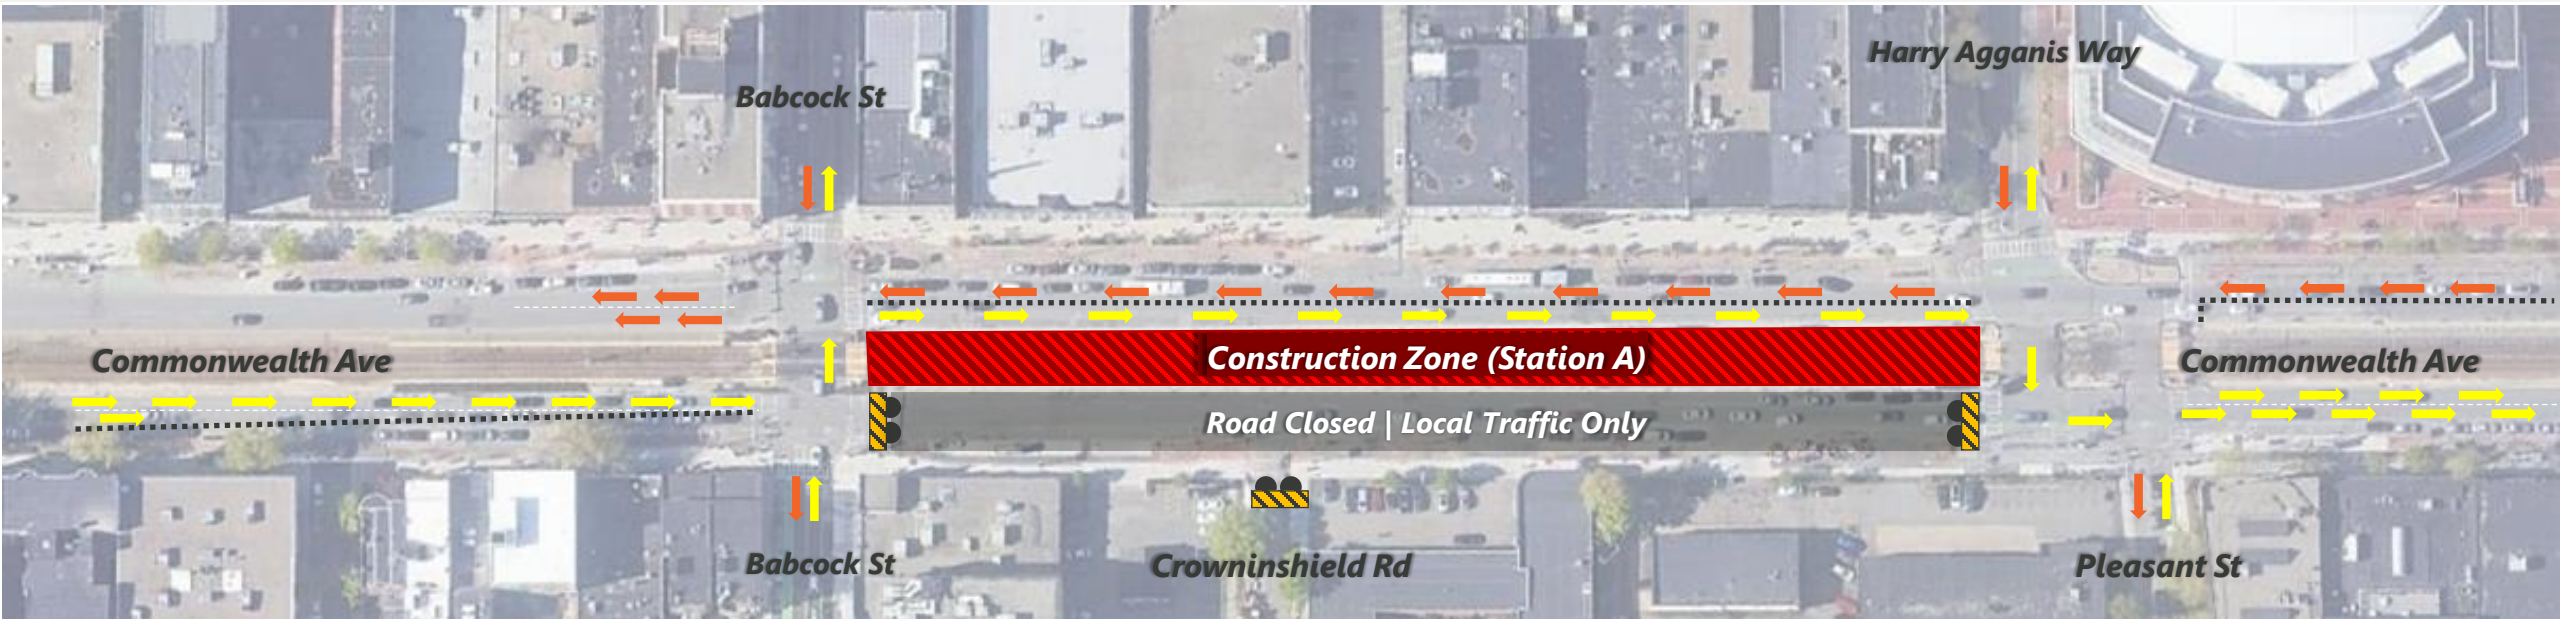 Harry Agganis Way
Babcock St
Commonwealth Ave
Construction Zone (Station A)
Commonwealth Ave
Road Closed | Local Traffic Only
Babcock St
Crowninshield Rd
Pleasant St